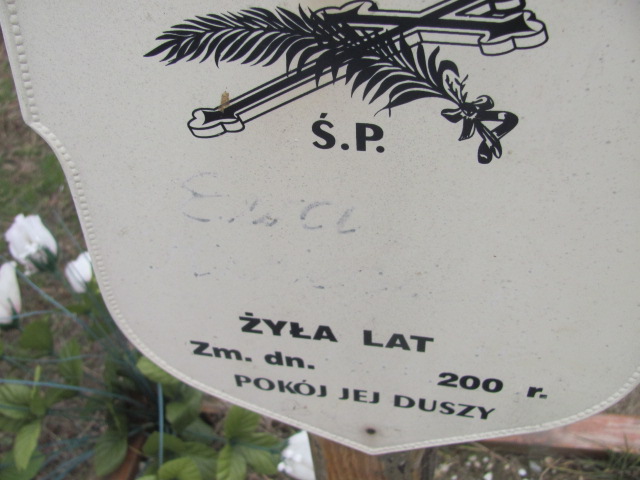 Ś.P.
ŻYŁA LAT
Zm. dn. 200 r.
POKÓJ JEJ DUSZY